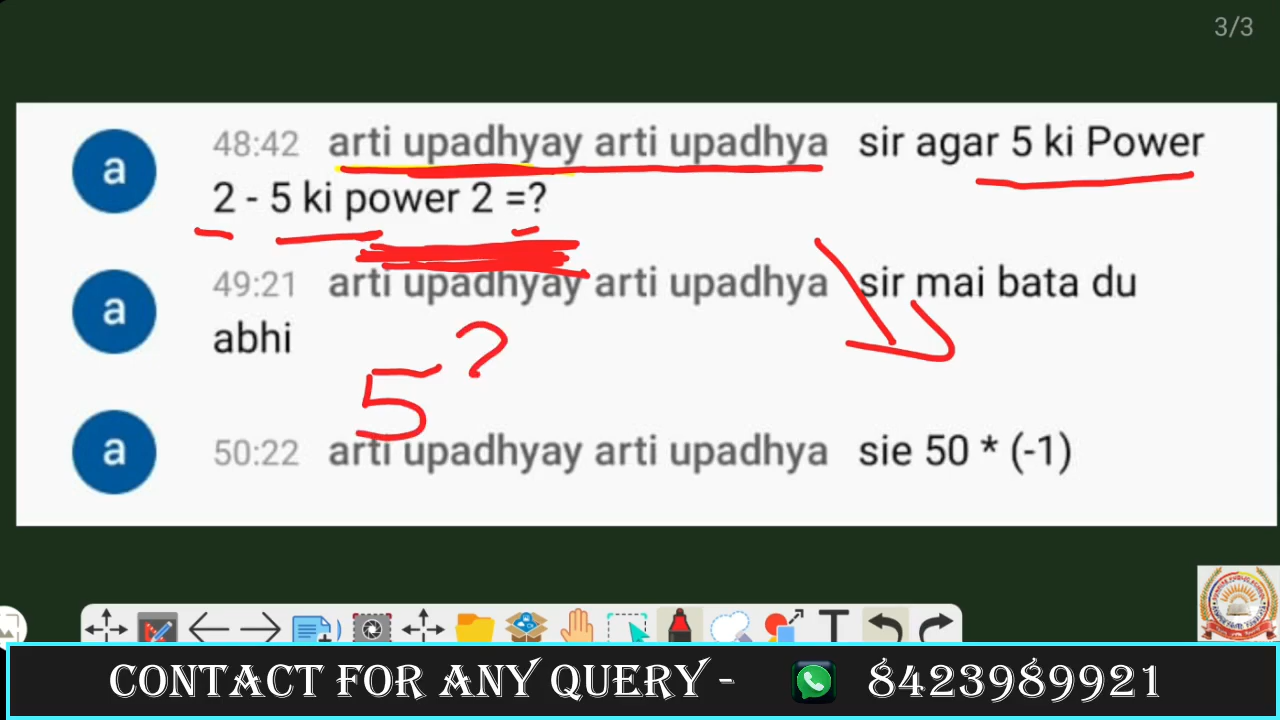 3/3
a 48:42 arti upadhyay arti upadhya sir agar 5 ki Power
2 - 5 ki power 2 =?
a 49:21 arti upadhyay arti upadhya sir mai bata du
abhi
5 ?
a 50:22 arti upadhyay arti upadhya sie 50 * (-1)
T
CONTACT FOR ANY QUERY - 8423989921